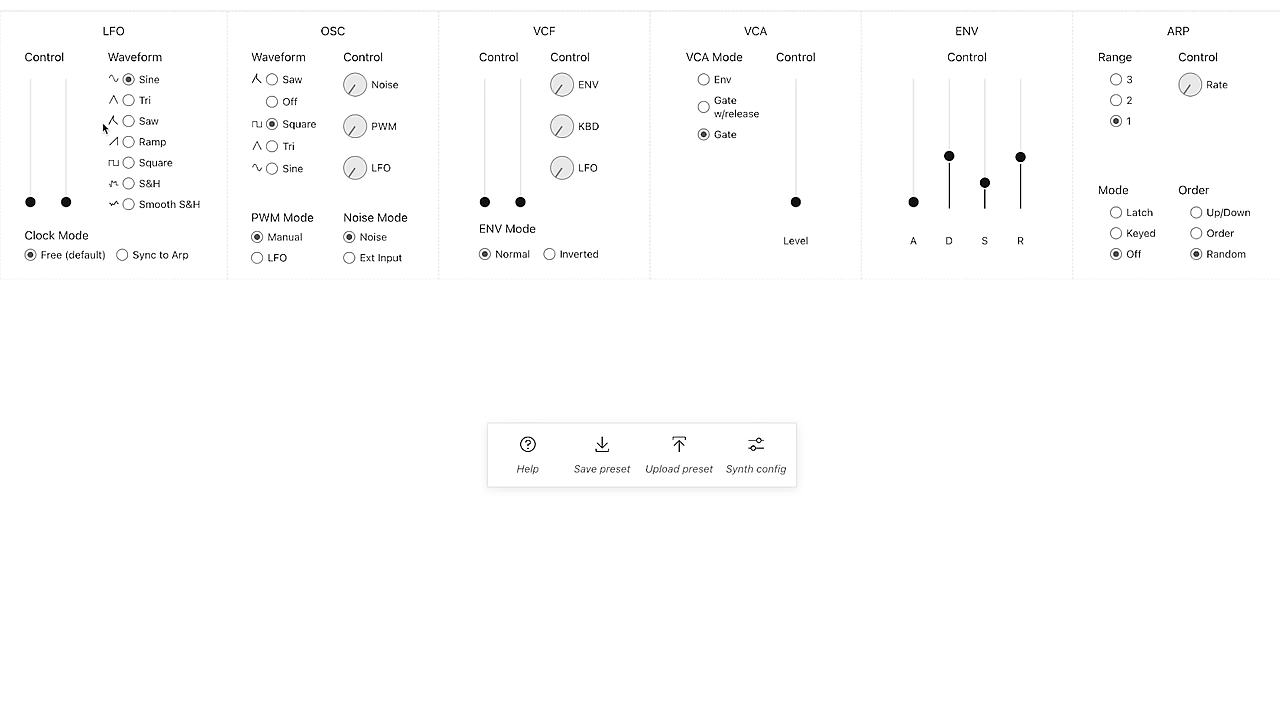 LFO
Control
Waveform
Sine
Tri
Saw
Ramp
Square
S&H
Smooth S&H
Clock Mode
Free (default)
Sync to Arp
OSC
Waveform
Saw
Off
Square
Tri
Sine
Control
Noise
PWM
LFO
PWM Mode
Manual
LFO
Noise Mode
Noise
Ext Input
VCF
Control
Control
ENV
KBD
LFO
ENV Mode
Normal
Inverted
VCA
VCA Mode
Env
Gate
w/release
Gate
Control
Level
ENV
Control
A D S R
ARP
Range
3
2
1
Control
Rate
Mode
Latch
Keyed
Off
Order
Up/Down
Order
Random
Help
Save preset
Upload preset
Synth config